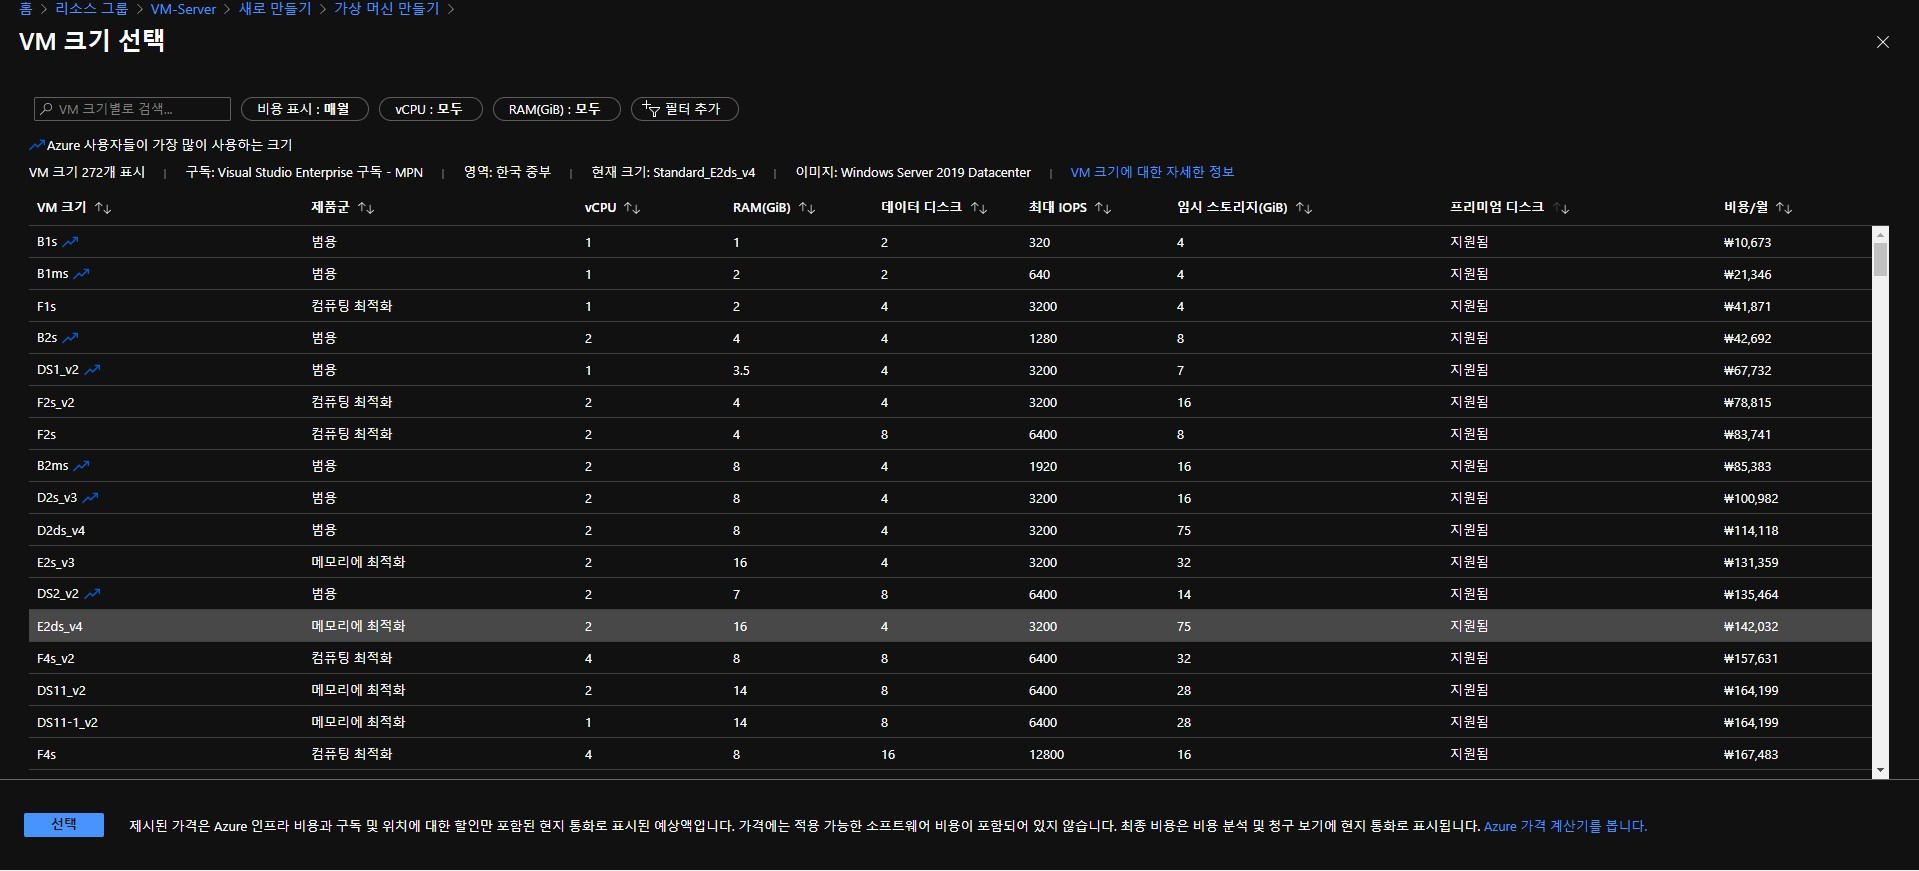 홈 > 리소스 그룹 > VM-Server > 새로 만들기 > 가상 머신 만들기 >
VM 크기 선택
VM 크기별로 검색... 비용 표시 : 매월 vCPU : 모두 RAM(GiB) : 모두 필터 추가
Azure 사용자들이 가장 많이 사용하는 크기
VM 크기 272개 표시 | 구독: Visual Studio Enterprise 구독 - MPN | 영역: 한국 중부 | 현재 크기: Standard_E2ds_v4 | 이미지: Windows Server 2019 Datacenter | VM 크기에 대한 자세한 정보
VM 크기 ↑↓ 제품군 ↑↓ vCPU ↑↓ RAM(GiB) ↑↓ 데이터 디스크 ↑↓ 최대 IOPS ↑↓ 임시 스토리지(GiB) ↑↓ 프리미엄 디스크 ↑↓ 비용/월 ↑↓
B1s 범용 1 1 2 320 4 지원됨 ₩10,673
B1ms 범용 1 2 2 640 4 지원됨 ₩21,346
F1s 컴퓨팅 최적화 1 2 4 3200 4 지원됨 ₩41,871
B2s 범용 2 4 4 1280 8 지원됨 ₩42,692
DS1_v2 범용 1 3.5 4 3200 7 지원됨 ₩67,732
F2s_v2 컴퓨팅 최적화 2 4 4 3200 16 지원됨 ₩78,815
F2s 컴퓨팅 최적화 2 4 8 6400 8 지원됨 ₩83,741
B2ms 범용 2 8 4 1920 16 지원됨 ₩85,383
D2s_v3 범용 2 8 4 3200 16 지원됨 ₩100,982
D2ds_v4 범용 2 8 4 3200 75 지원됨 ₩114,118
E2s_v3 메모리에 최적화 2 16 4 3200 32 지원됨 ₩131,359
DS2_v2 범용 2 7 8 6400 14 지원됨 ₩135,464
E2ds_v4 메모리에 최적화 2 16 4 3200 75 지원됨 ₩142,032
F4s_v2 컴퓨팅 최적화 4 8 8 6400 32 지원됨 ₩157,631
DS11_v2 메모리에 최적화 2 14 8 6400 28 지원됨 ₩164,199
DS11-1_v2 메모리에 최적화 1 14 8 6400 28 지원됨 ₩164,199
F4s 컴퓨팅 최적화 4 8 16 12800 16 지원됨 ₩167,483
선택 제시된 가격은 Azure 인프라 비용과 구독 및 위치에 대한 할인만 포함된 현지 통화로 표시된 예상액입니다. 가격에는 적용 가능한 소프트웨어 비용이 포함되어 있지 않습니다. 최종 비용은 비용 분석 및 청구 보기에 현지 통화로 표시됩니다. Azure 가격 계산기를 봅니다.